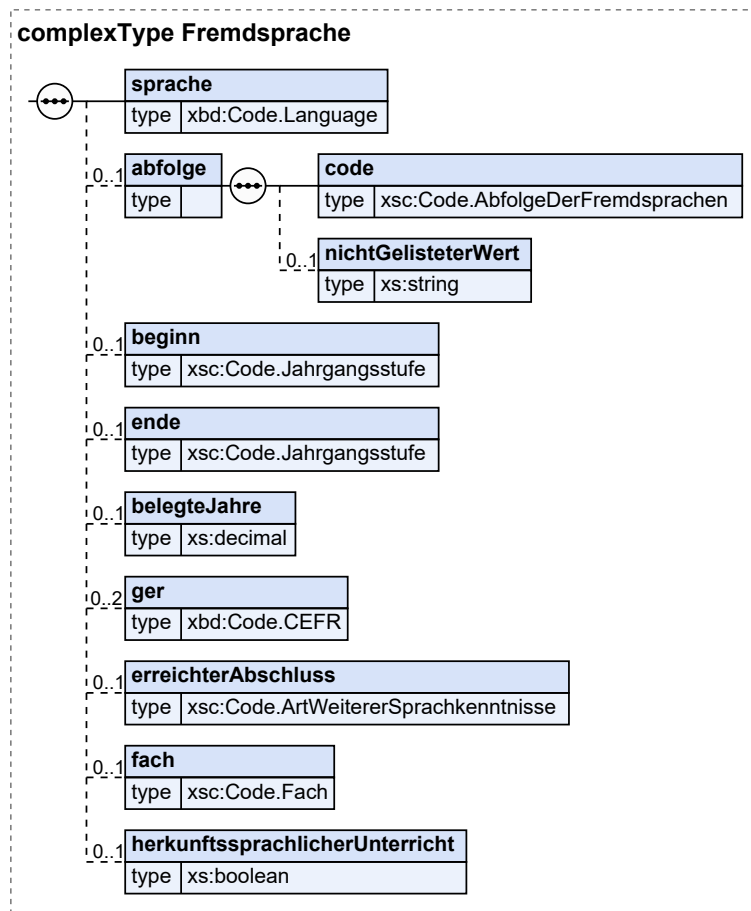 complexType Fremdsprache
sprache
type xbd:Code.Language
0..1 abfolge
type
code
type xsc:Code.AbfolgeDerFremdsprachen
0..1 nichtGelisteterWert
type xs:string
0..1 beginn
type xsc:Code.Jahrgangsstufe
0..1 ende
type xsc:Code.Jahrgangsstufe
0..1 belegteJahre
type xs:decimal
0..2 ger
type xbd:Code.CEFR
0..1 erreichterAbschluss
type xsc:Code.ArtWeitererSprachkenntnisse
0..1 fach
type xsc:Code.Fach
0..1 herkunftssprachlicherUnterricht
type xs:boolean